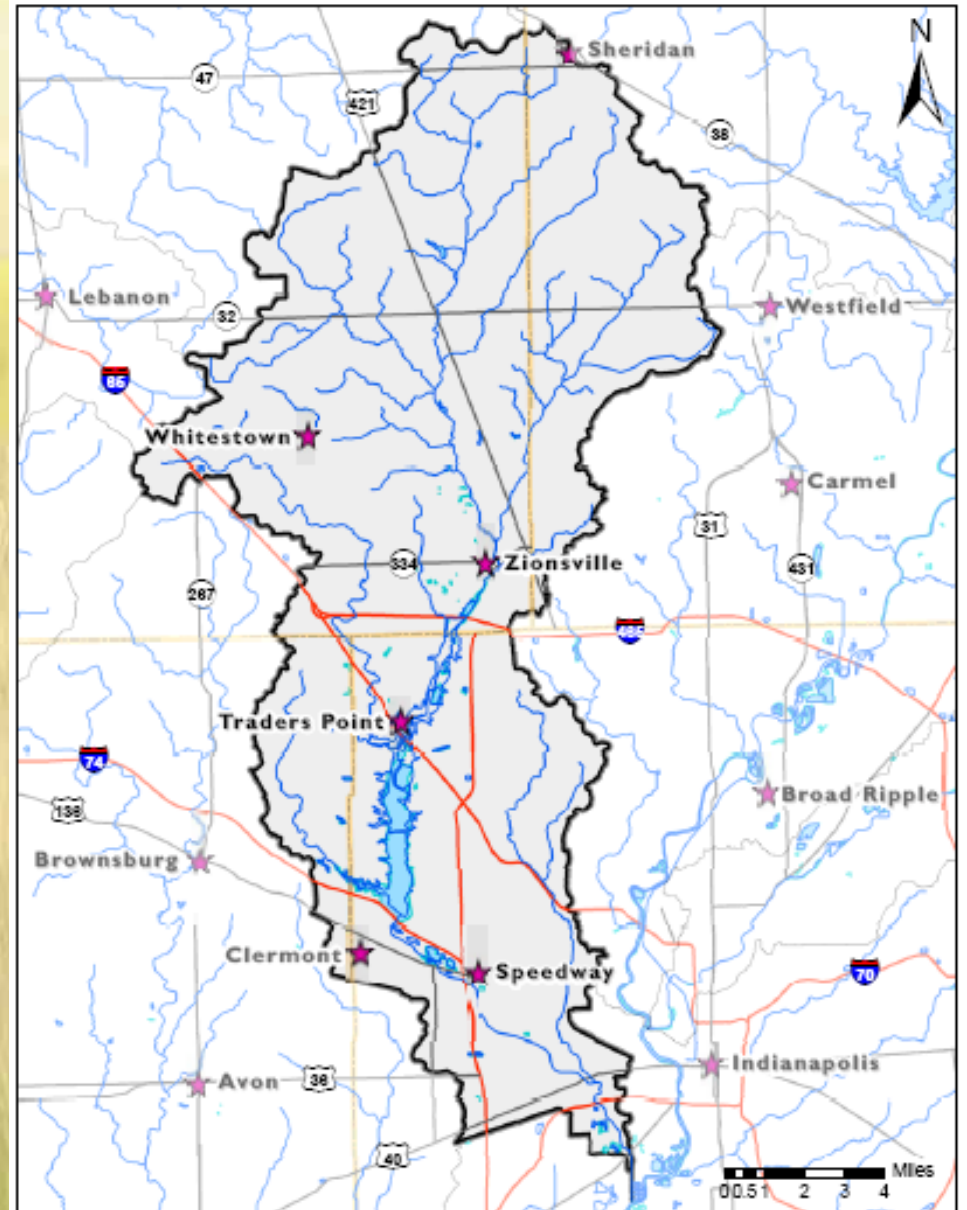 N
Sheridan
47
421
38
Lebanon
Westfield
32
65
Whitestown
Carmel
31
334
Zionsville
431
267
465
Traders Point
74
Broad Ripple
136
Brownsburg
Clermont
Speedway
70
Indianapolis
Avon
36
40
Miles
0 0.5 1 2 3 4